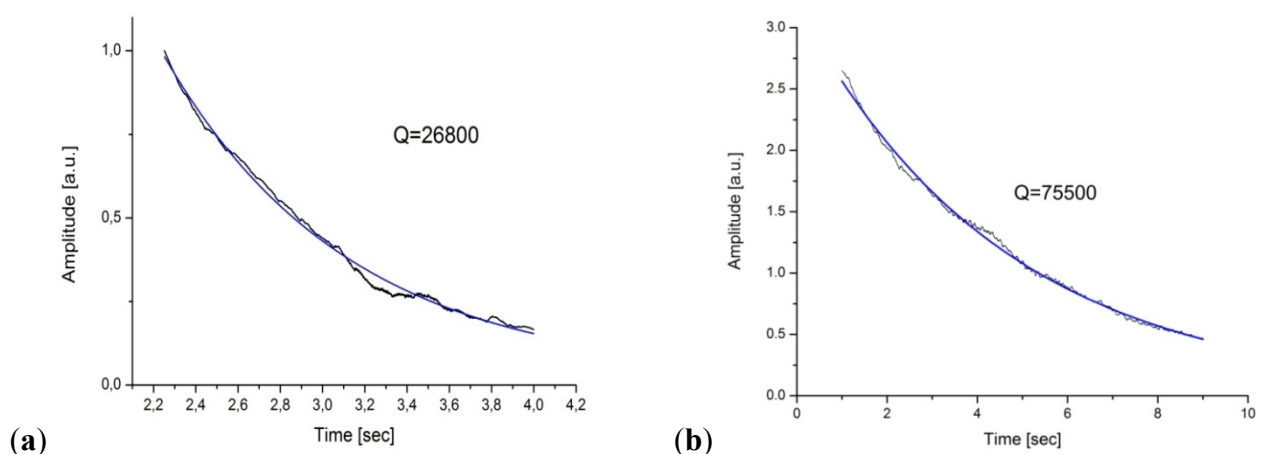 1,0
0,5
0,0
Amplitude [a.u.]
Q=26800
2,2 2,4 2,6 2,8 3,0 3,2 3,4 3,6 3,8 4,0 4,2
Time [sec]
(a)
3.0
2.5
2.0
1.5
1.0
0.5
0.0
Amplitude [a.u.]
Q=75500
0 2 4 6 8 10
Time [sec]
(b)